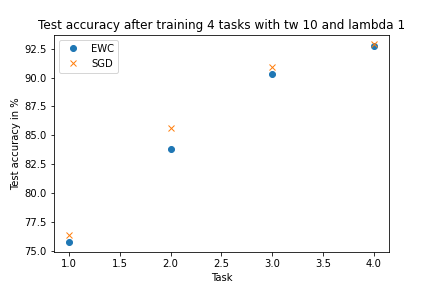 Test accuracy after training 4 tasks with tw 10 and lambda 1
EWC
SGD
92.5
90.0
87.5
85.0
82.5
80.0
77.5
75.0
Test accuracy in %
1.0 1.5 2.0 2.5 3.0 3.5 4.0
Task